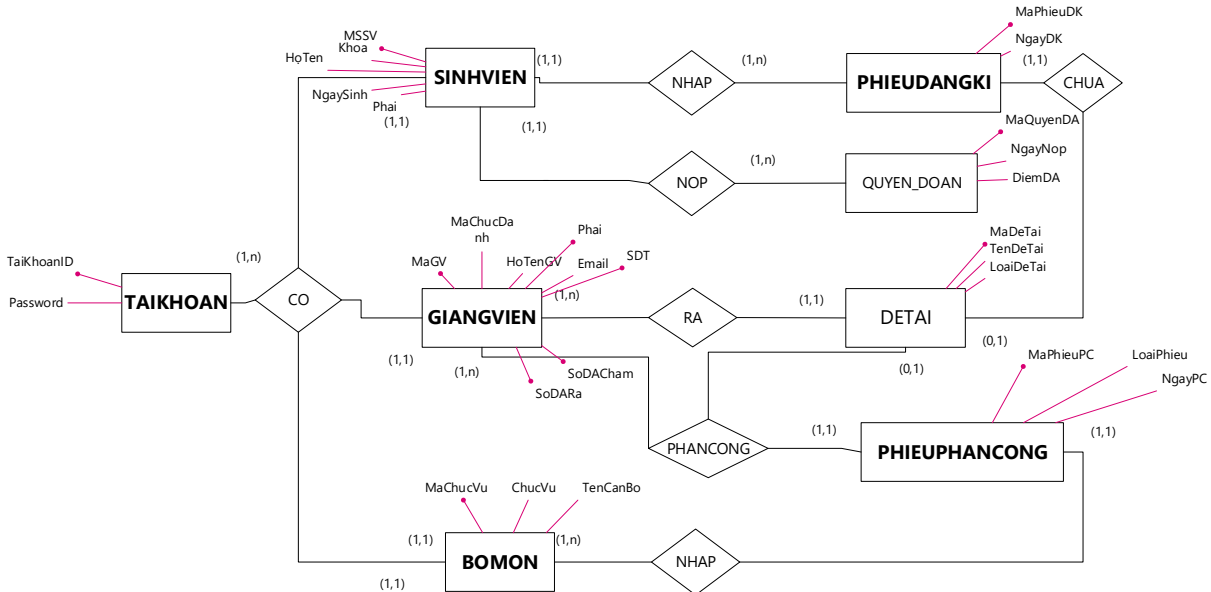 MaPhieuDK
MSSV
Khoa
HọTen
SINHVIEN
(1,1)
NHAP
(1,n)
NgayDK
(1,1)
PHIEUDANGKI
CHUA
NgaySinh
Phai
(1,1)
(1,1)
MaQuyenDA
NgayNop
DiemDA
NOP
(1,n)
QUYEN_DOAN
MaChucDa
nh
Phai
MaGV
HoTenGV
Email
SDT
MaDeTai
TenDeTai
LoaiDeTai
TaiKhoanID
Password
TAIKHOAN
(1,n)
CO
GIANGVIEN
(1,n)
RA
(1,1)
DETAI
(0,1)
(1,1)
(1,n)
SoDACham
SoDARa
(0,1)
MaPhieuPC
LoaiPhieu
NgayPC
PHANCONG
(1,1)
PHIEUPHANCONG
(1,1)
MaChucVu
ChucVu
TenCanBo
(1,1)
BOMON
(1,n)
NHAP
(1,1)